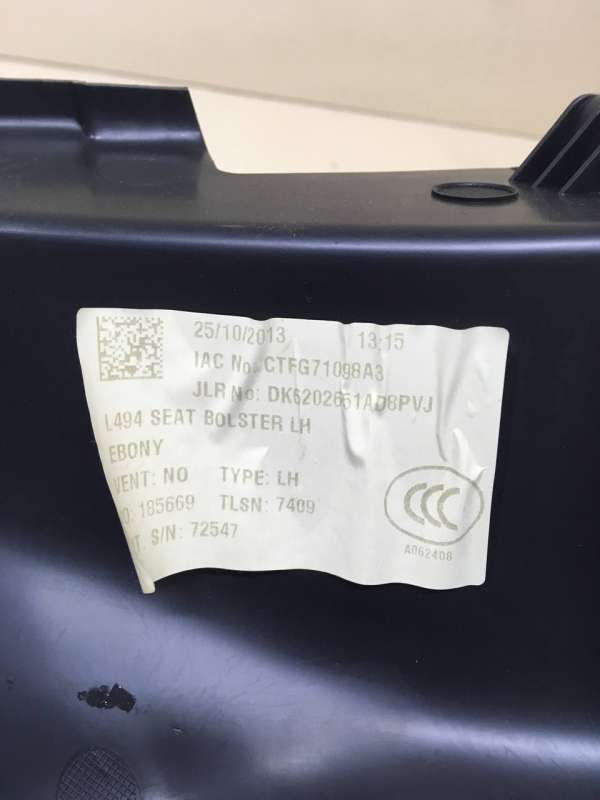 25/10/2013 13:15
IAC No: CTFG71098A3
JLR No: DK6202651AD8PVJ
L494 SEAT BOLSTER LH
EBONY
VENT: NO TYPE: LH
O: 185669 TLSN: 7409
T. S/N: 72547
CCC
A062408